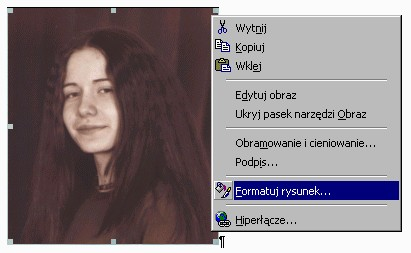 Wytnij
Kopiuj
Wklej
Edytuj obraz
Ukryj pasek narzędzi Obraz
Obramowanie i cieniowanie...
Podpis...
Formatuj rysunek...
Hiperłącze...
¶